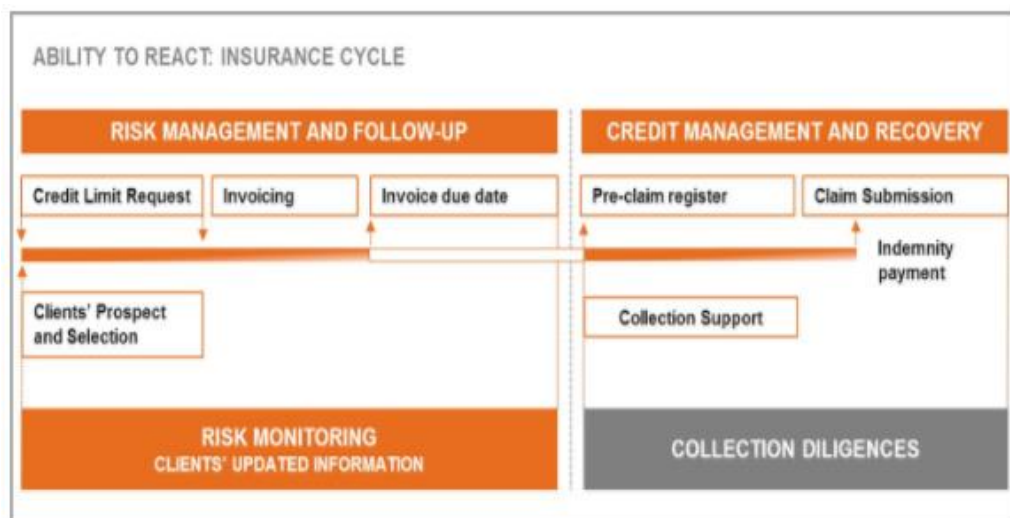 ABILITY TO REACT: INSURANCE CYCLE
RISK MANAGEMENT AND FOLLOW-UP
CREDIT MANAGEMENT AND RECOVERY
Credit Limit Request
Invoicing
Invoice due date
Pre-claim register
Claim Submission
Indemnity
payment
Clients' Prospect
and Selection
Collection Support
RISK MONITORING
CLIENTS' UPDATED INFORMATION
COLLECTION DILIGENCES